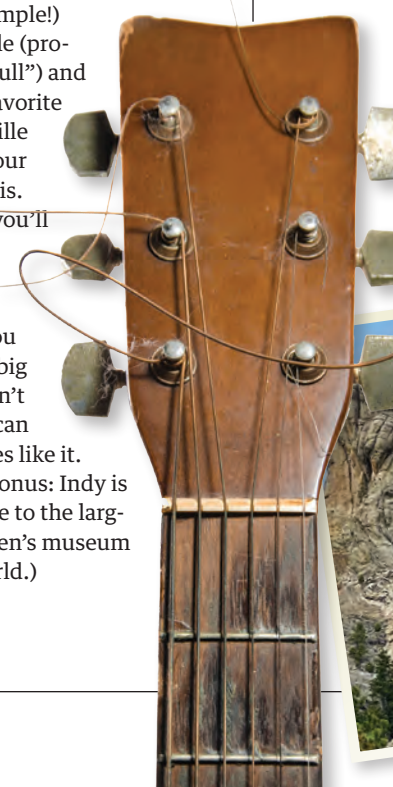 mple!)
le (pro-
ull”) and
avorite
ille
our
is.
you’ll
ou
big
n’t
can
es like it.
onus: Indy is
e to the larg-
en’s museum
rld.)